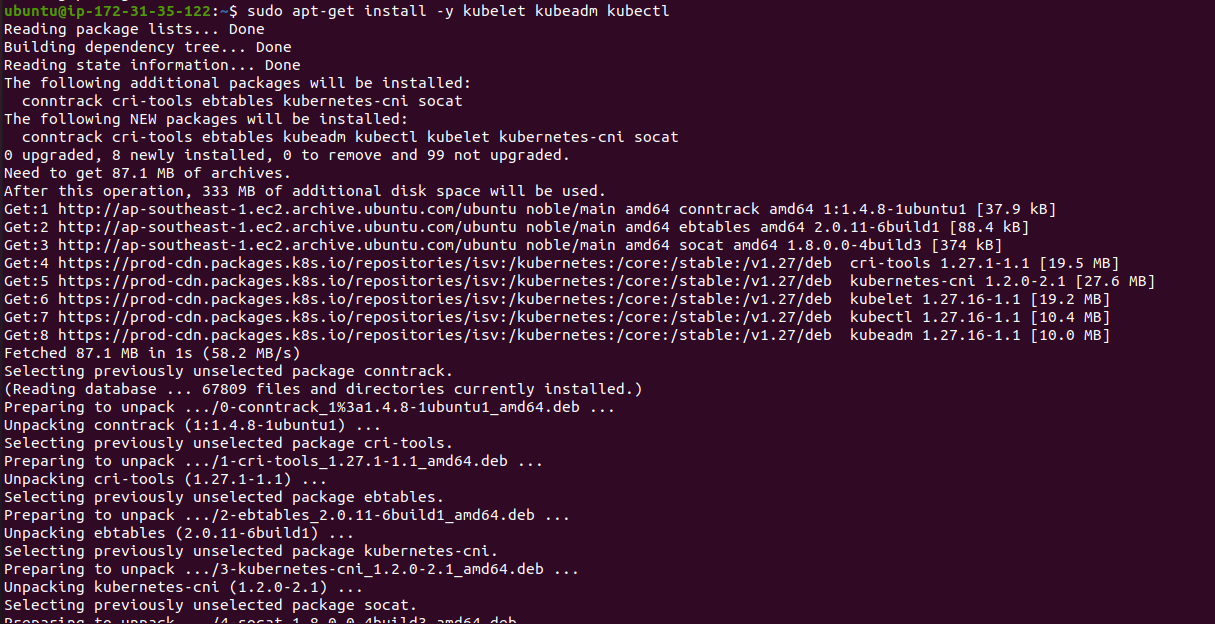 ubuntu@ip-172-31-35-122:~$ sudo apt-get install -y kubelet kubeadm kubectl
Reading package lists... Done
Building dependency tree... Done
Reading state information... Done
The following additional packages will be installed:
  conntrack cri-tools ebtables kubernetes-cni socat
The following NEW packages will be installed:
  conntrack cri-tools ebtables kubeadm kubectl kubelet kubernetes-cni socat
0 upgraded, 8 newly installed, 0 to remove and 99 not upgraded.
Need to get 87.1 MB of archives.
After this operation, 333 MB of additional disk space will be used.
Get:1 http://ap-southeast-1.ec2.archive.ubuntu.com/ubuntu noble/main amd64 conntrack amd64 1:1.4.8-1ubuntu1 [37.9 kB]
Get:2 http://ap-southeast-1.ec2.archive.ubuntu.com/ubuntu noble/main amd64 ebtables amd64 2.0.11-6build1 [88.4 kB]
Get:3 http://ap-southeast-1.ec2.archive.ubuntu.com/ubuntu noble/main amd64 socat amd64 1.8.0.0-4build3 [374 kB]
Get:4 https://prod-cdn.packages.k8s.io/repositories/isv:/kubernetes:/core:/stable:/v1.27/deb  cri-tools 1.27.1-1.1 [19.5 MB]
Get:5 https://prod-cdn.packages.k8s.io/repositories/isv:/kubernetes:/core:/stable:/v1.27/deb  kubernetes-cni 1.2.0-2.1 [27.6 MB]
Get:6 https://prod-cdn.packages.k8s.io/repositories/isv:/kubernetes:/core:/stable:/v1.27/deb  kubelet 1.27.16-1.1 [19.2 MB]
Get:7 https://prod-cdn.packages.k8s.io/repositories/isv:/kubernetes:/core:/stable:/v1.27/deb  kubectl 1.27.16-1.1 [10.4 MB]
Get:8 https://prod-cdn.packages.k8s.io/repositories/isv:/kubernetes:/core:/stable:/v1.27/deb  kubeadm 1.27.16-1.1 [10.0 MB]
Fetched 87.1 MB in 1s (58.2 MB/s)
Selecting previously unselected package conntrack.
(Reading database ... 67809 files and directories currently installed.)
Preparing to unpack .../0-conntrack_1%3a1.4.8-1ubuntu1_amd64.deb ...
Unpacking conntrack (1:1.4.8-1ubuntu1) ...
Selecting previously unselected package cri-tools.
Preparing to unpack .../1-cri-tools_1.27.1-1.1_amd64.deb ...
Unpacking cri-tools (1.27.1-1.1) ...
Selecting previously unselected package ebtables.
Preparing to unpack .../2-ebtables_2.0.11-6build1_amd64.deb ...
Unpacking ebtables (2.0.11-6build1) ...
Selecting previously unselected package kubernetes-cni.
Preparing to unpack .../3-kubernetes-cni_1.2.0-2.1_amd64.deb ...
Unpacking kubernetes-cni (1.2.0-2.1) ...
Selecting previously unselected package socat.
Preparing to unpack .../4-socat_1.8.0.0-4build3_amd64.deb ...